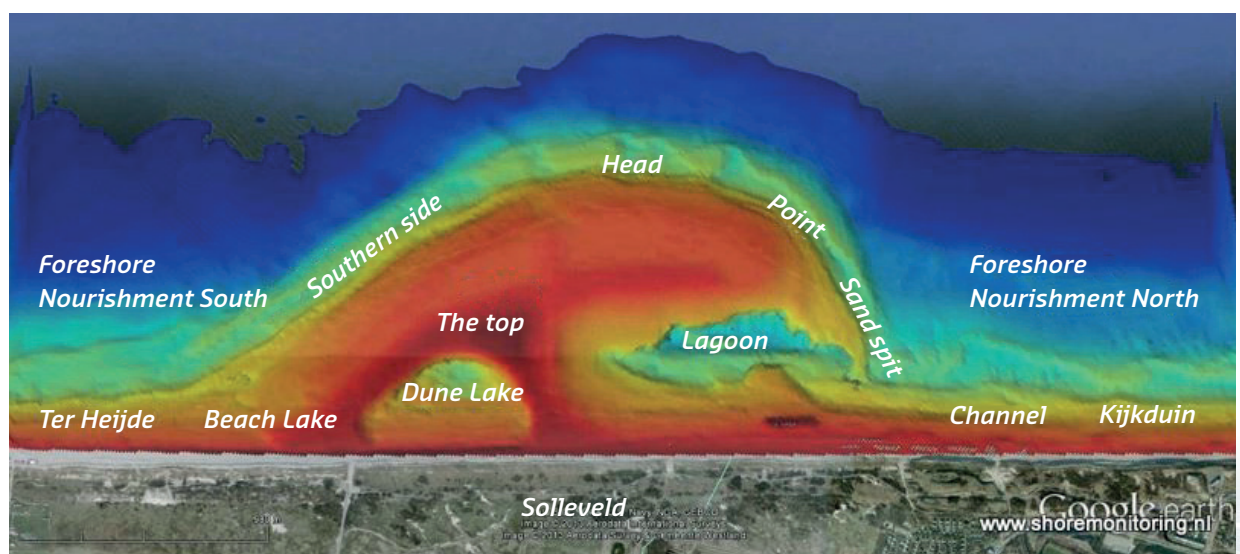 Head
Point
Southern side
Foreshore
Nourishment South
Foreshore
Nourishment North
Sand spit
The top
Lagoon
Dune Lake
Ter Heijde
Beach Lake
Channel
Kijkduin
Solleveld
Google earth
www.shoremonitoring.nl